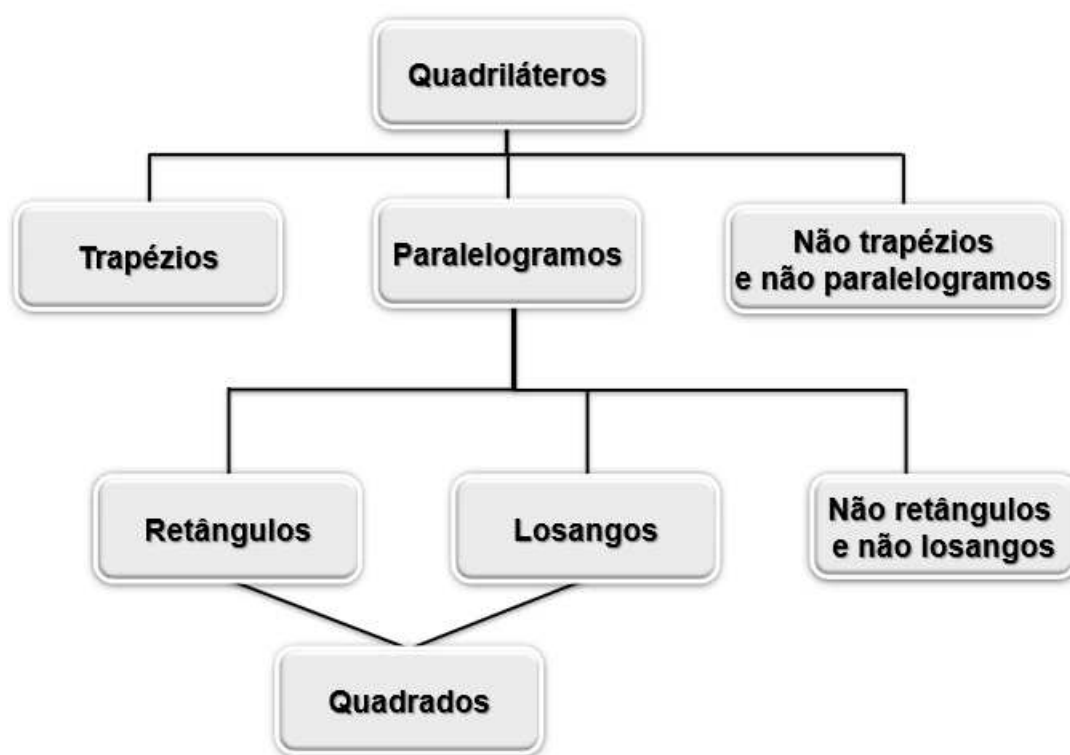 Quadriláteros
Trapézios
Paralelogramos
Não trapézios
e não paralelogramos
Retângulos
Losangos
Não retângulos
e não losangos
Quadrados